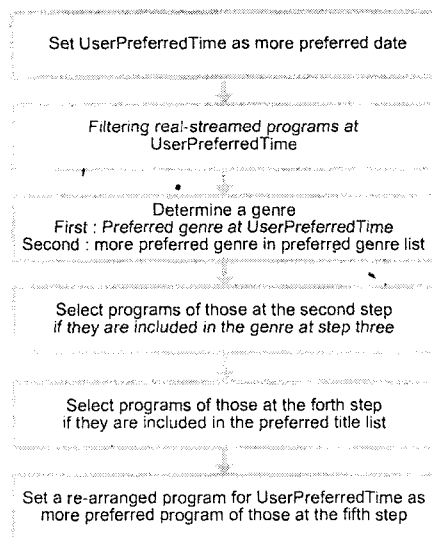 Set UserPreferredTime as more preferred date
Filtering real-streamed programs at
UserPreferredTime
Determine a genre
First : Preferred genre at UserPreferredTime
Second : more preferred genre in preferred genre list
Select programs of those at the second step
if they are included in the genre at step three
Select programs of those at the forth step
if they are included in the preferred title list
Set a re-arranged program for UserPreferredTime as
more preferred program of those at the fifth step